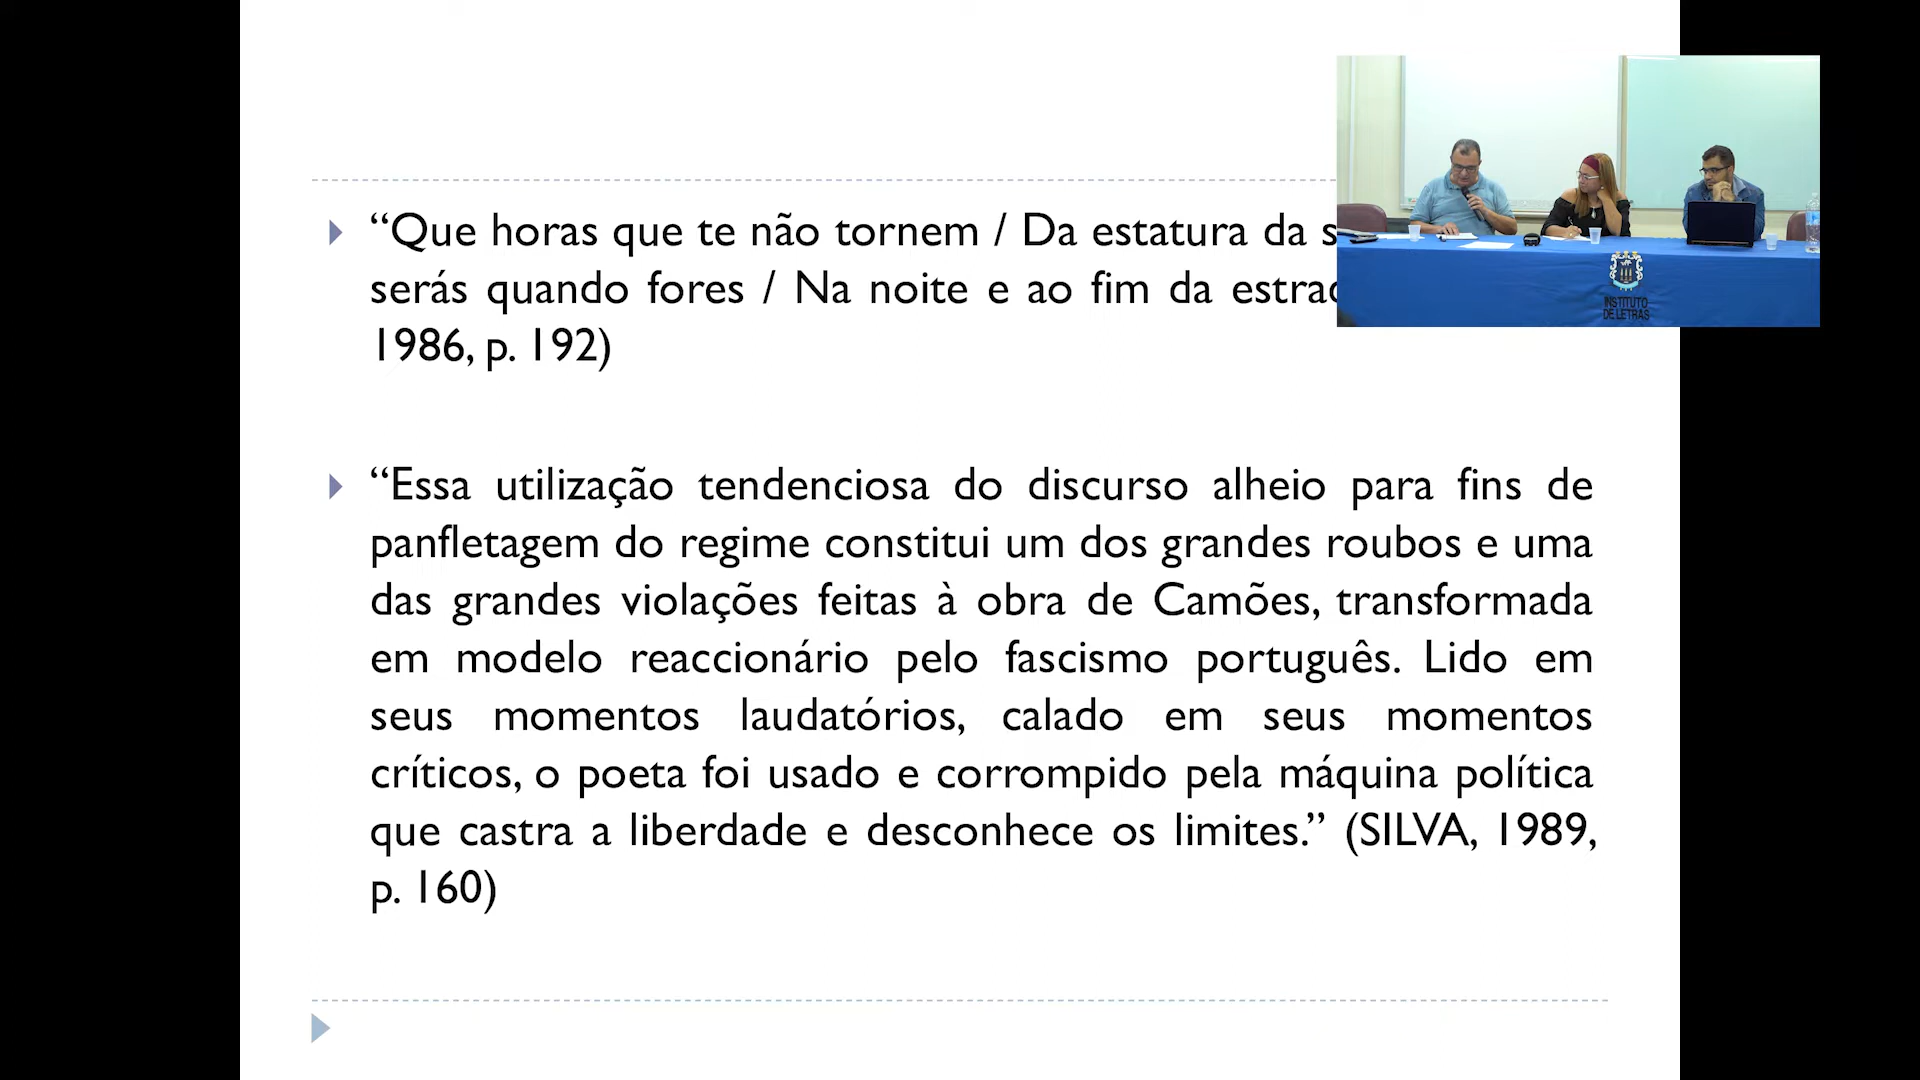 “Que horas que te não tornem / Da estatura da
serás quando fores / Na noite e ao fim da
1986, p. 192)
“Essa utilização tendenciosa do discurso alheio para fins de
panfletagem do regime constitui um dos grandes roubos e uma
das grandes violações feitas à obra de Camões, transformada
em modelo reaccionário pelo fascismo português. Lido em
seus momentos laudatórios, calado em seus momentos
críticos, o poeta foi usado e corrompido pela máquina política
que castra a liberdade e desconhece os limites.” (SILVA, 1989,
p. 160)
INSTITUTO
DE LETRAS